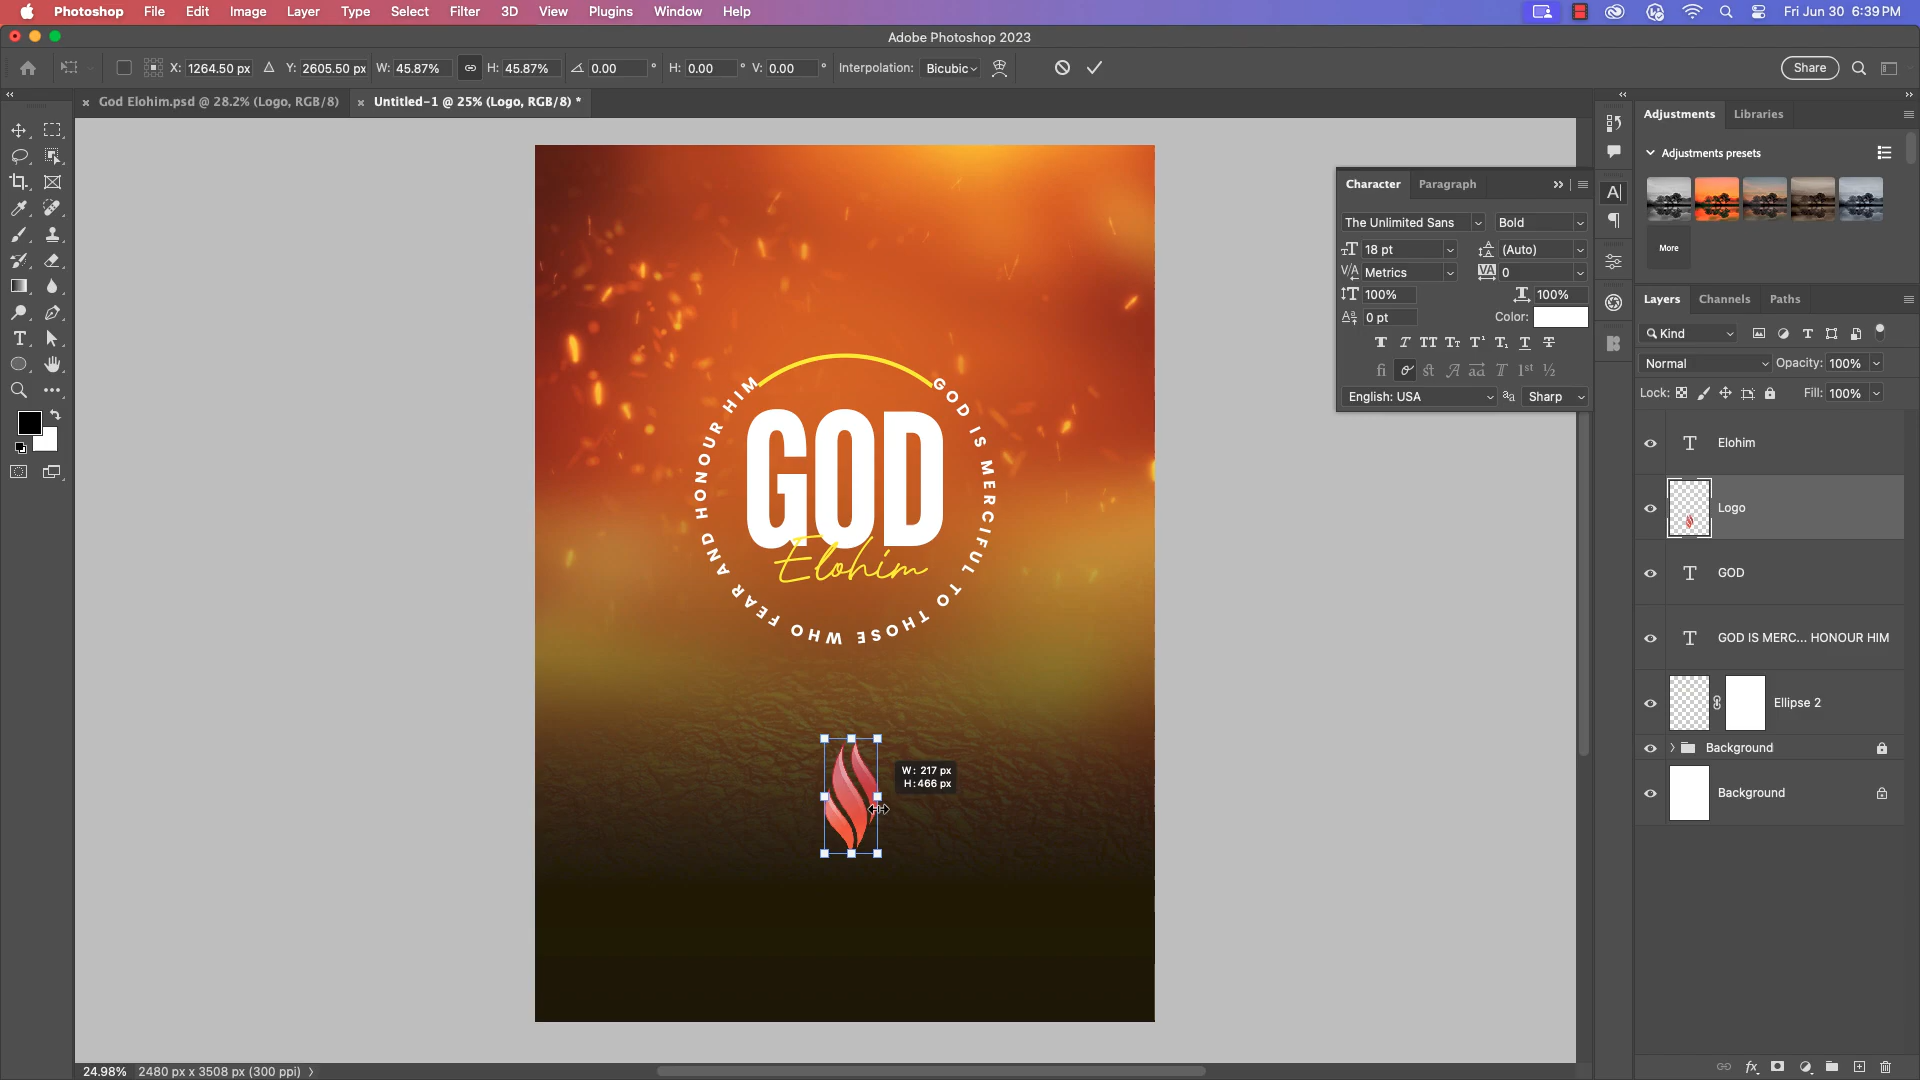 Photoshop File Edit Image Layer Type Select Filter 3D View Plugins Window Help Fri Jun 30 6:39 PM
Adobe Photoshop 2023
X: 1264.50 px Y: 2605.50 px W: 45.87% H: 45.87% 0.00 ° H: 0.00 ° V: 0.00 ° Interpolation: Bicubic Share
God Elohim.psd @ 28.2% (Logo, RGB/8) Untitled-1 @ 25% (Logo, RGB/8) *
Adjustments Libraries
Adjustments presets
More
Character Paragraph
The Unlimited Sans Bold
18 pt (Auto)
Metrics 0
100% 100%
0 pt Color:
English: USA Sharp
Layers Channels Paths
Kind
Normal Opacity: 100%
Lock: Fill: 100%
Elohim
Logo
GOD
GOD IS MERC... HONOUR HIM
Ellipse 2
Background
Background
GOD IS MERCIFUL TO THOSE WHO FEAR AND HONOUR HIM
GOD
Elohim
W: 217 px
H: 466 px
24.98% 2480 px x 3508 px (300 ppi)